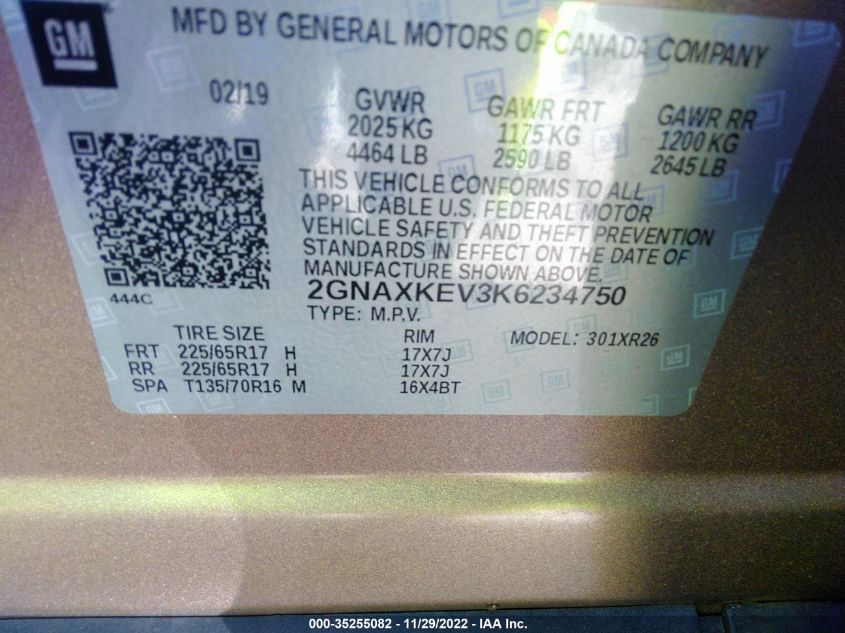 GM
MFD BY GENERAL MOTORS OF CANADA COMPANY
02/19 GVWR GAWR FRT GAWR RR
2025 KG 1175 KG 1200 KG
4464 LB 2590 LB 2645 LB
THIS VEHICLE CONFORMS TO ALL
APPLICABLE U.S. FEDERAL MOTOR
VEHICLE SAFETY AND THEFT PREVENTION
STANDARDS IN EFFECT ON THE DATE OF
MANUFACTURE SHOWN ABOVE.
444C 2GNAXKEV3K6234750
TYPE: M.P.V.
TIRE SIZE RIM MODEL: 301XR26
FRT 225/65R17 H 17X7J
RR 225/65R17 H 17X7J
SPA T135/70R16 M 16X4BT
000-35255082 - 11/29/2022 - IAA Inc.